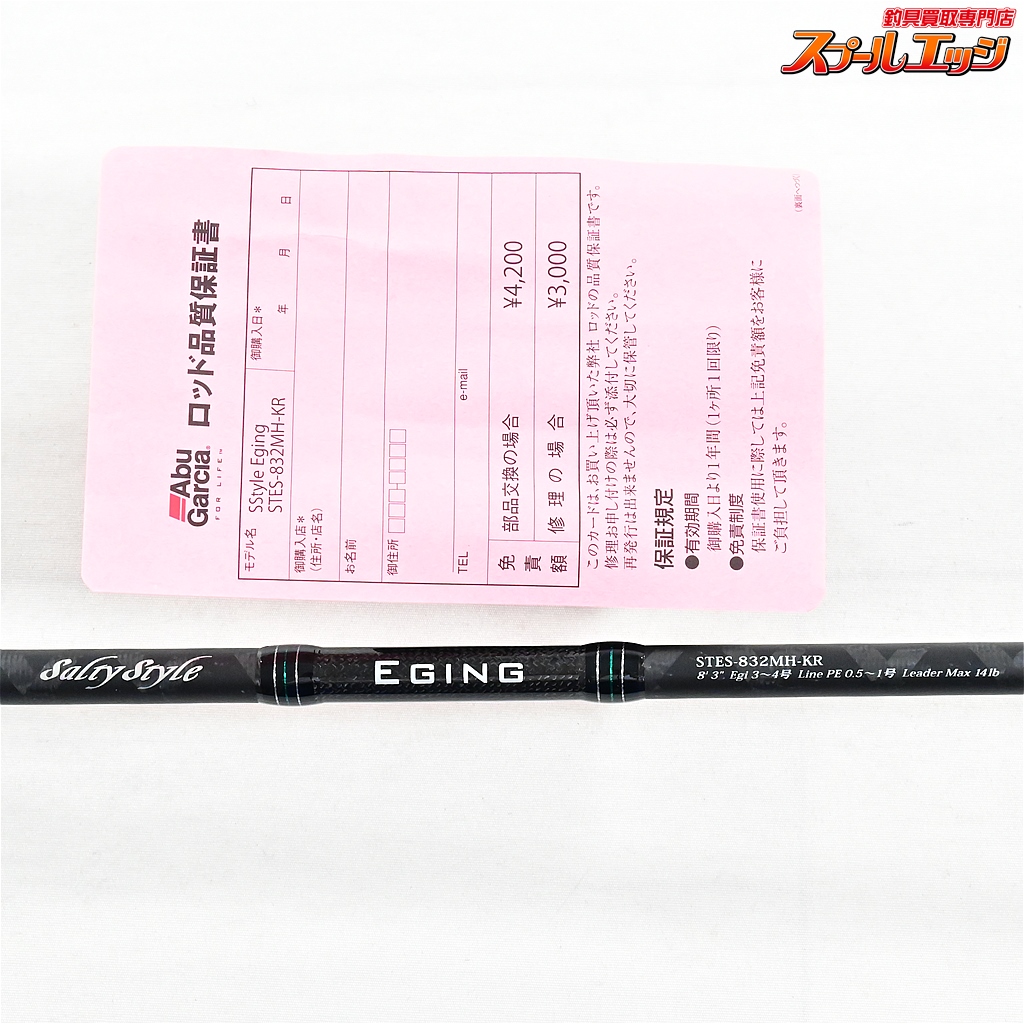 釣具買取専門店
スプールエッジ
Abu
Garcia®
FOR LIFE™
ロッド品質保証書
モデル名
SStyle Eging
STES-832MH-KR
御購入日*
年 月 日
御購入店*
(住所・店名)
お名前
御住所 □□□-□□□□
TEL
e-mail
免責額
部品交換の場合 ¥4,200
修理の場合 ¥3,000
このカードは、お買い上げ頂いた弊社 ロッドの品質保証書です。
修理お申し付けの際は必ず添付してください。
再発行は出来ませんので、大切に保管してください。
保証規定
●有効期間
御購入日より1年間(1ヶ所1回限り)
●免責制度
保証書使用に際しては上記免責額をお客様に
ご負担して頂きます。
(裏面へつづく)
Salty Style
EGING
STES-832MH-KR
8' 3". Egi 3〜4号 Line PE 0.5〜1号 Leader Max 14lb